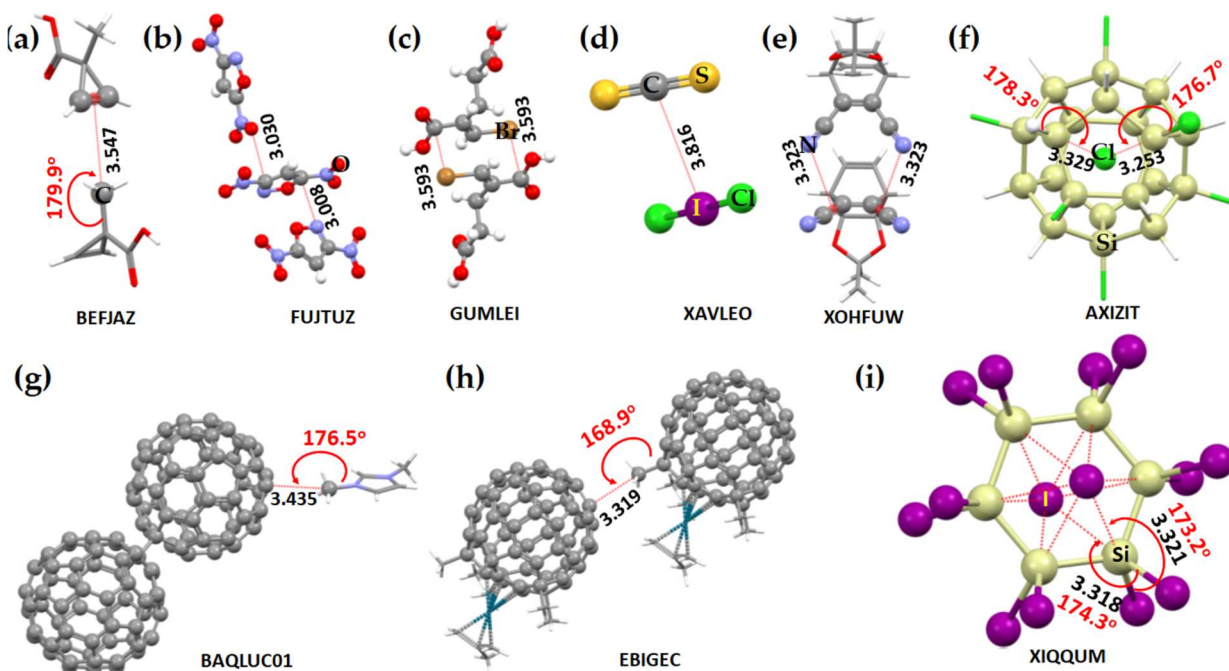 (a)
179.9°
3.547
C
BEFJAZ
(b)
3.030
3.008
O
FUJTUZ
(c)
3.593
Br
3.593
GUMLEI
(d)
C
S
3.816
I
Cl
XAVLEO
(e)
N
3.323
3.323
XOHFUW
(f)
178.3°
176.7°
Cl
3.329
3.253
Si
AXIZIT
(g)
176.5°
3.435
BAQLUC01
(h)
168.9°
3.319
EBIGEC
(i)
I
173.2°
3.321
Si
3.318
174.3°
XIQQUM